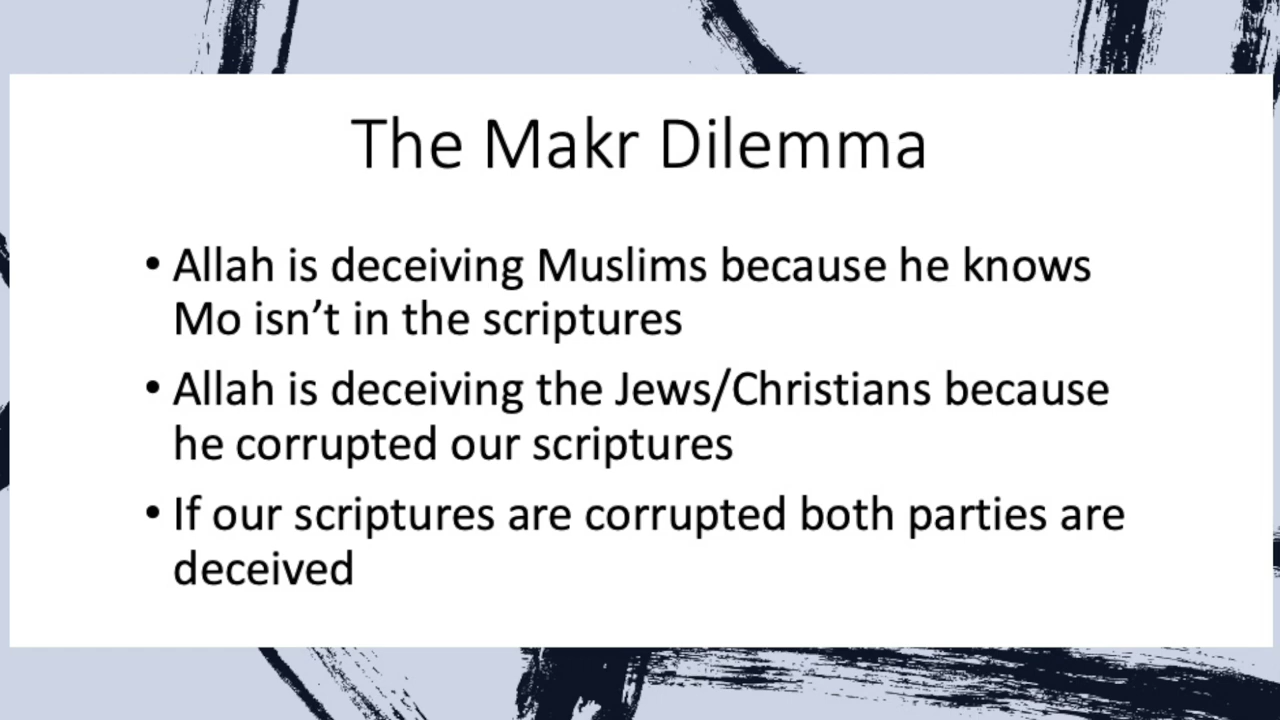 The Makr Dilemma
• Allah is deceiving Muslims because he knows
Mo isn’t in the scriptures
• Allah is deceiving the Jews/Christians because
he corrupted our scriptures
• If our scriptures are corrupted both parties are
deceived